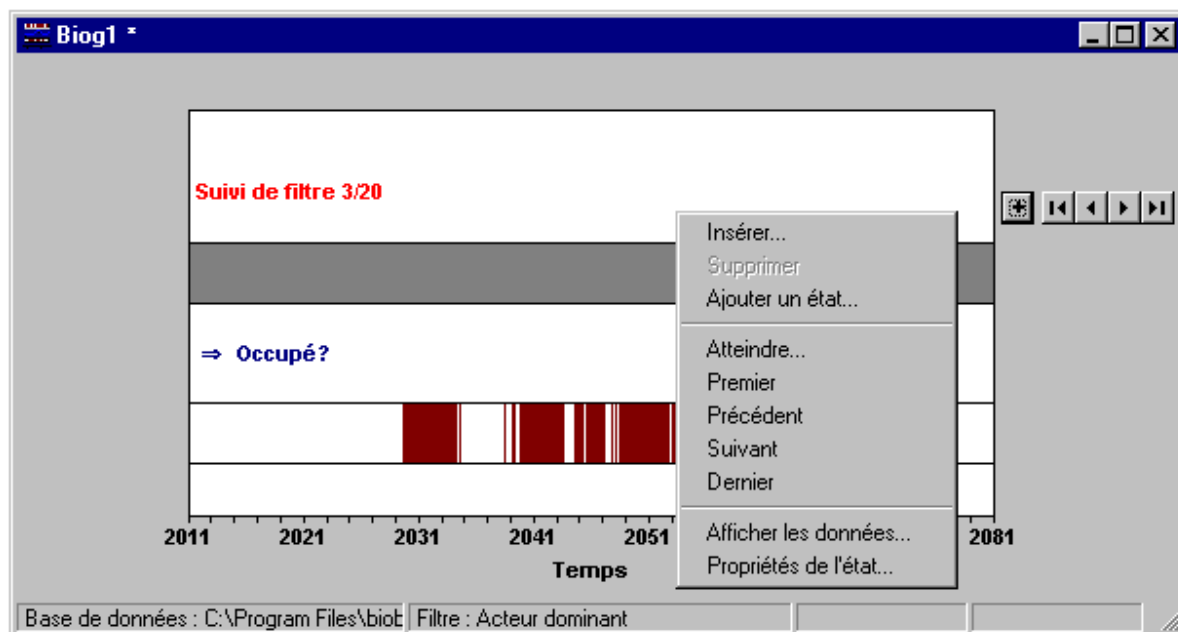 Biog1 *
Suivi de filtre 3/20
⇒ Occupé?
Insérer...
Supprimer
Ajouter un état...
Atteindre...
Premier
Précédent
Suivant
Dernier
Afficher les données...
Propriétés de l'état...
2011 2021 2031 2041 2051 2081
Temps
Base de données : C:\Program Files\biob Filtre : Acteur dominant